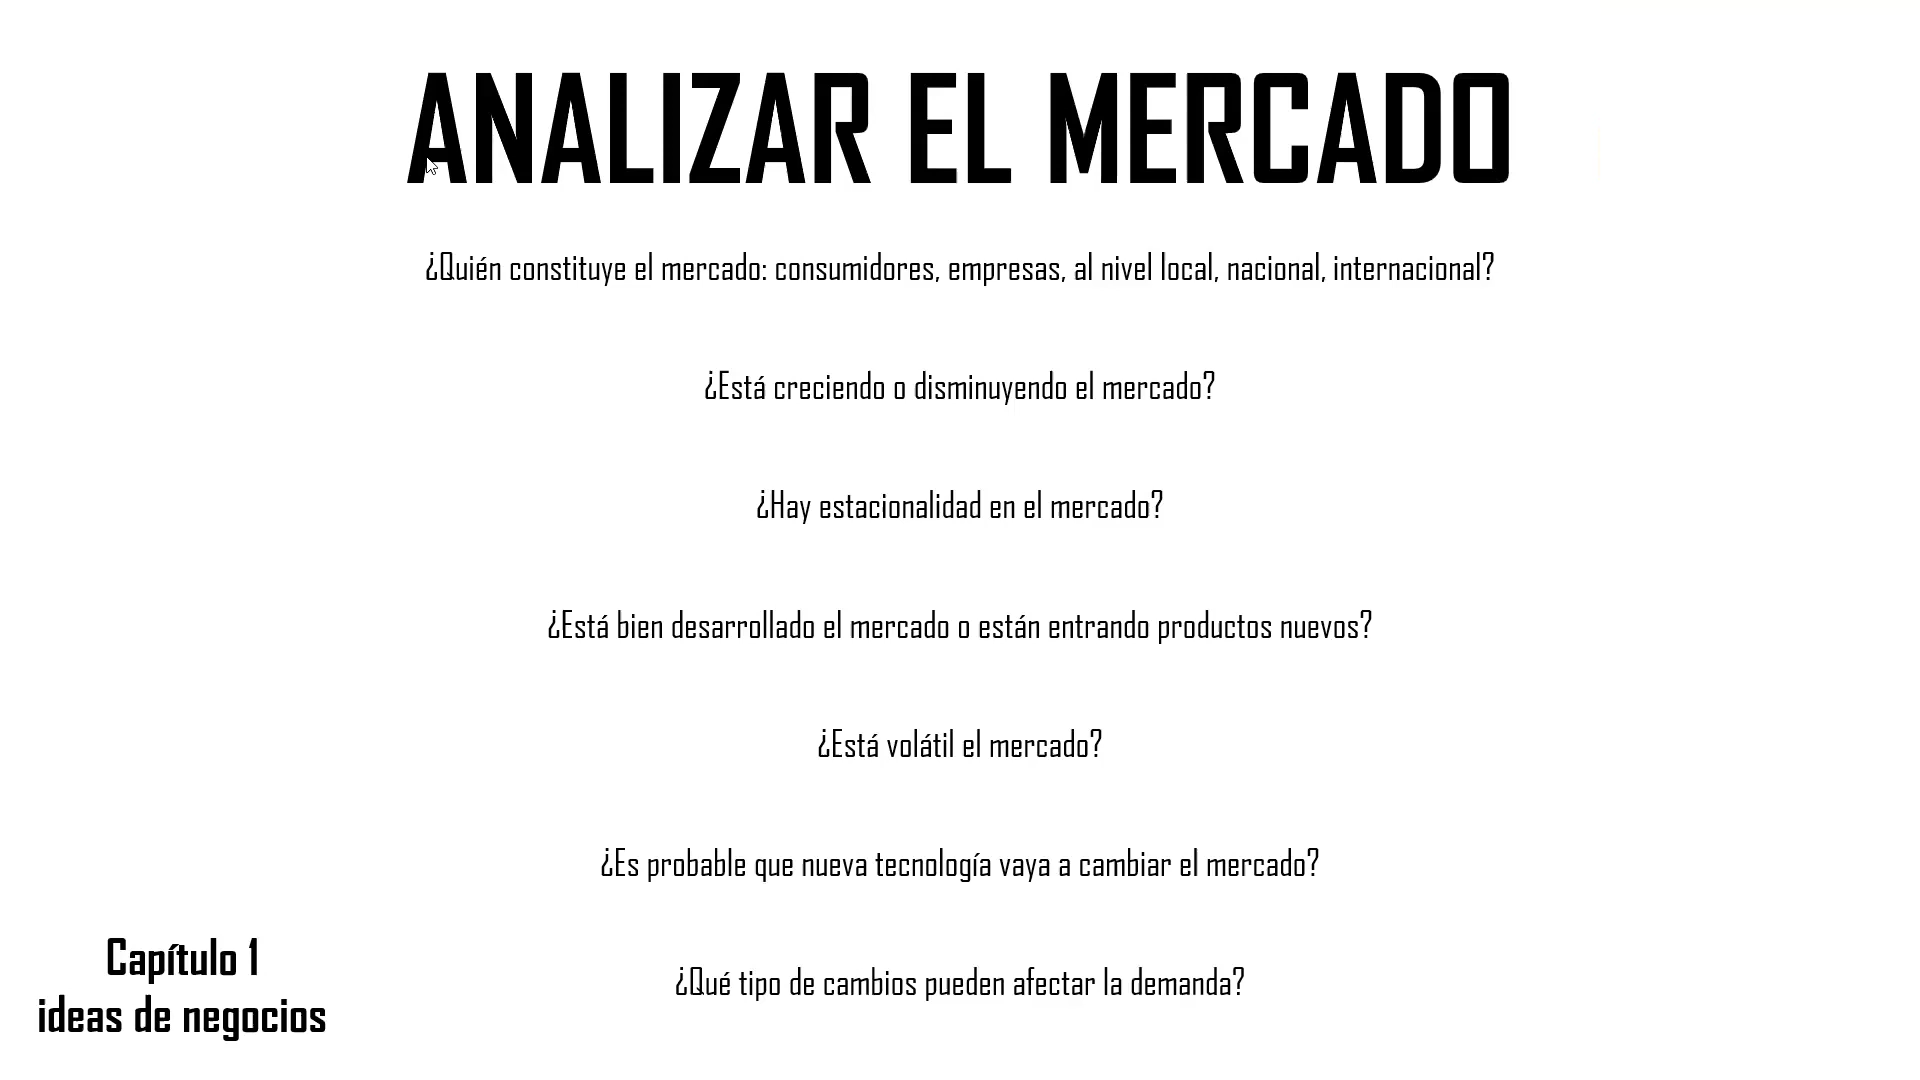 ANALIZAR EL MERCADO
¿Quién constituye el mercado: consumidores, empresas, al nivel local, nacional, internacional?
¿Está creciendo o disminuyendo el mercado?
¿Hay estacionalidad en el mercado?
¿Está bien desarrollado el mercado o están entrando productos nuevos?
¿Está volátil el mercado?
¿Es probable que nueva tecnología vaya a cambiar el mercado?
¿Qué tipo de cambios pueden afectar la demanda?
Capítulo 1
ideas de negocios